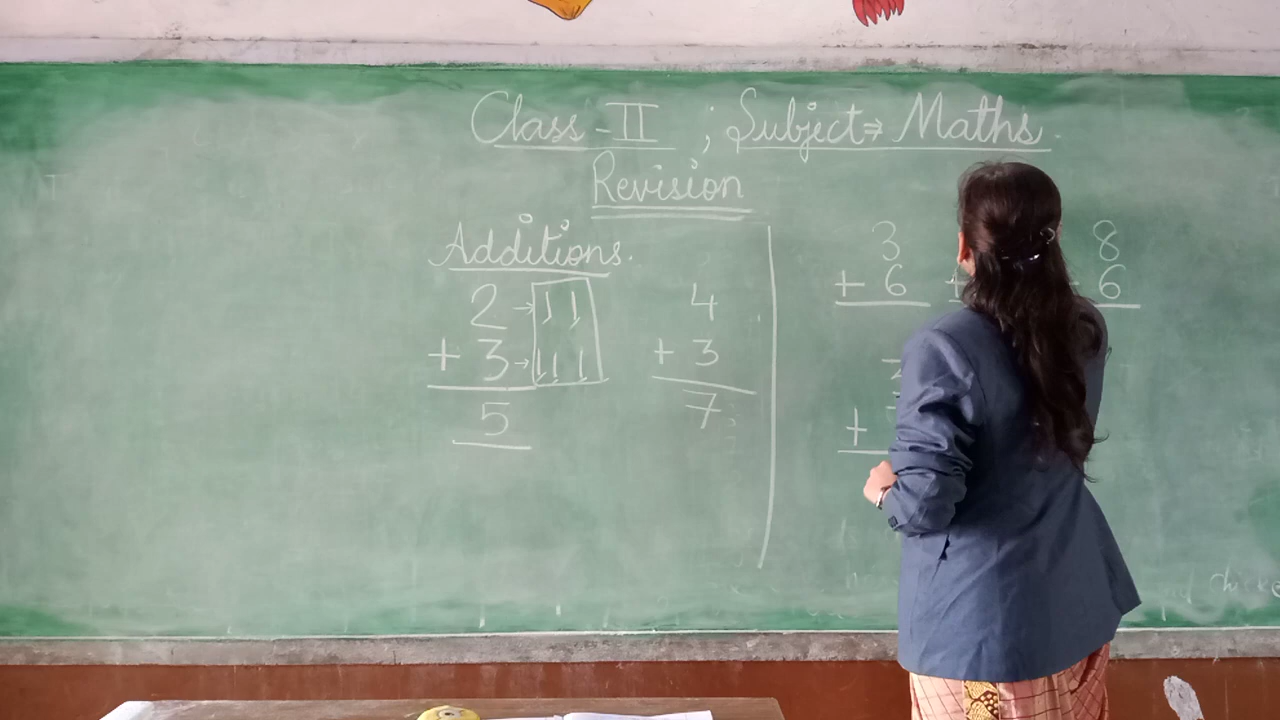 Class - II ; Subject ⇒ Maths.
Revision
Additions.
2 →
+ 3 →
5
4
+ 3
7
3
+ 6
8
6
+